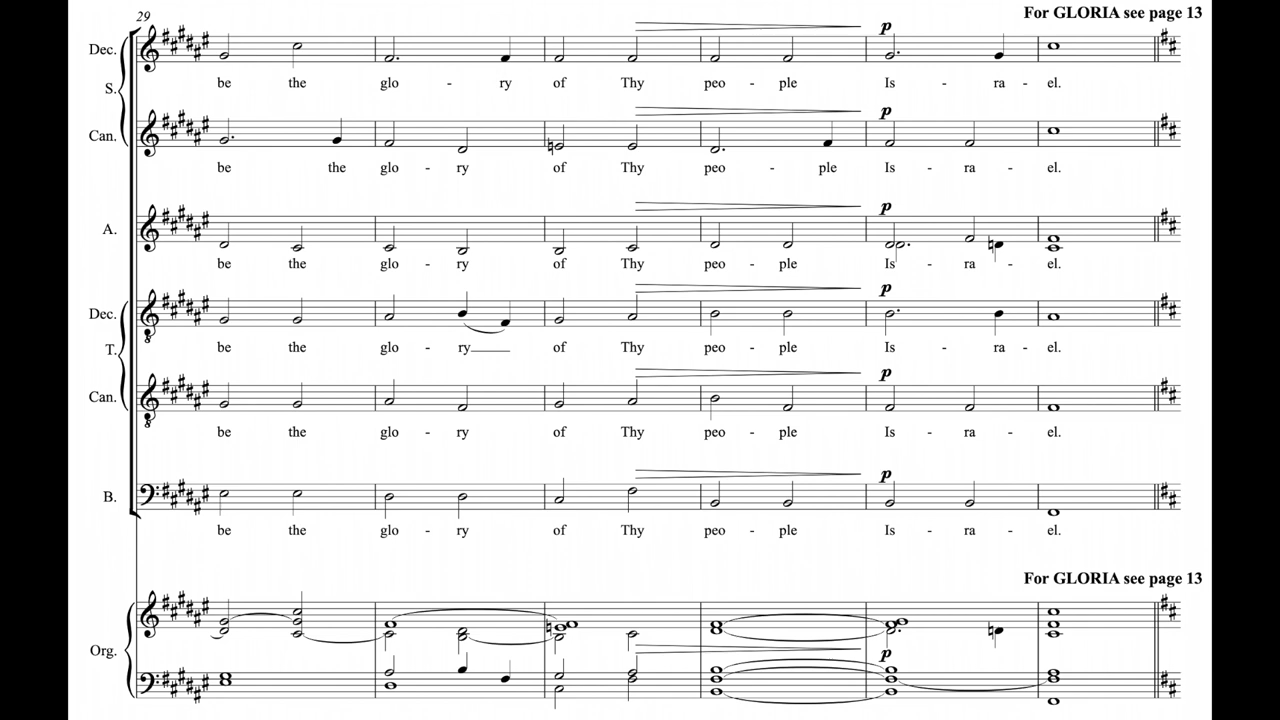 29
For GLORIA see page 13
Dec.
S.
p
be the glo - ry of Thy peo - ple Is - ra - el.
Can.
p
be the glo - ry of Thy peo - ple Is - ra - el.
A.
p
be the glo - ry of Thy peo - ple Is - ra - el.
Dec.
T.
p
be the glo - ry of Thy peo - ple Is - ra - el.
Can.
p
be the glo - ry of Thy peo - ple Is - ra - el.
B.
p
be the glo - ry of Thy peo - ple Is - ra - el.
For GLORIA see page 13
Org.
p